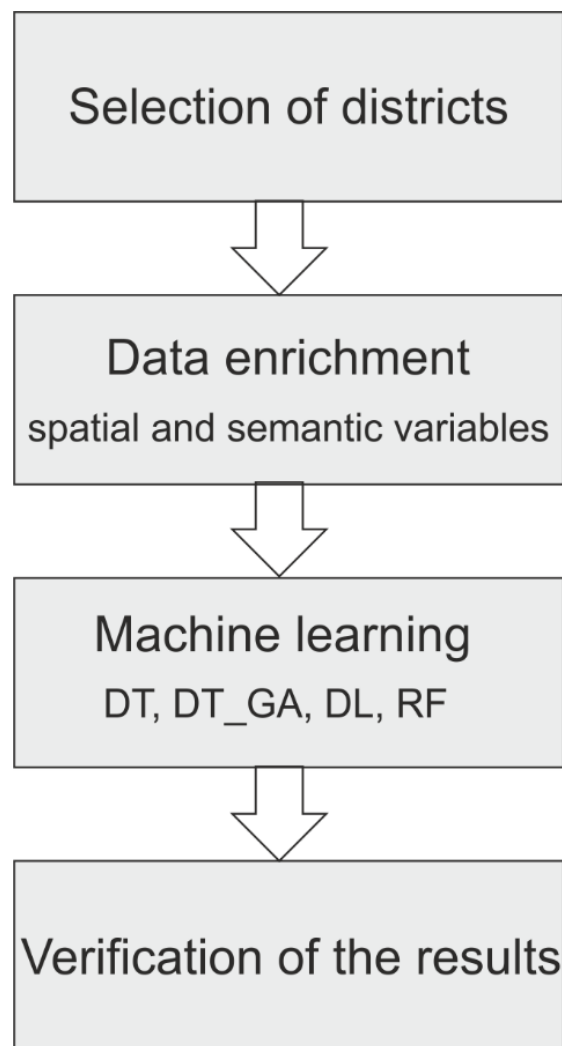 Selection of districts
Data enrichment
spatial and semantic variables
Machine learning
DT, DT_GA, DL, RF
Verification of the results